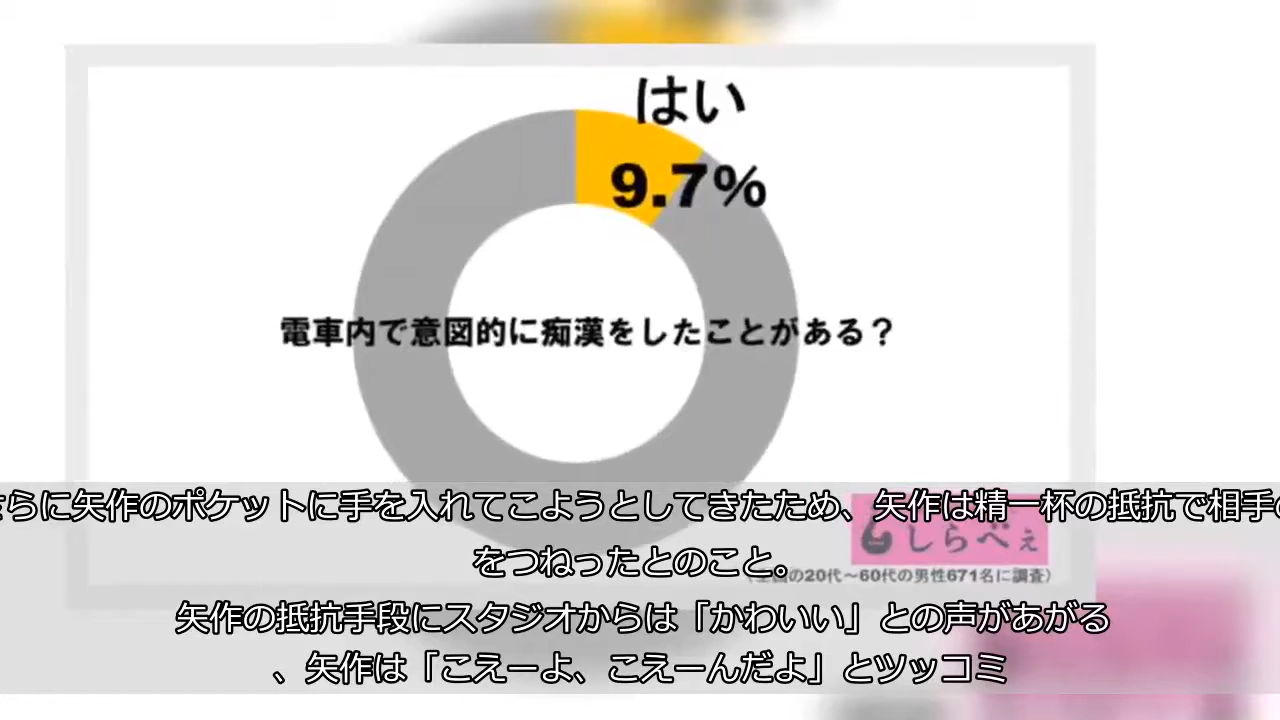 はい
9.7%
電車内で意図的に痴漢をしたことがある？
らに矢作のポケットに手を入れてこようとしてきたため、矢作は精一杯の抵抗で相手
をつねったとのこと。
しらべぇ
の20代～60代の男性671名に調査）
矢作の抵抗手段にスタジオからは「かわいい」との声があがる
、矢作は「こえーよ、こえーんだよ」とツッコミ